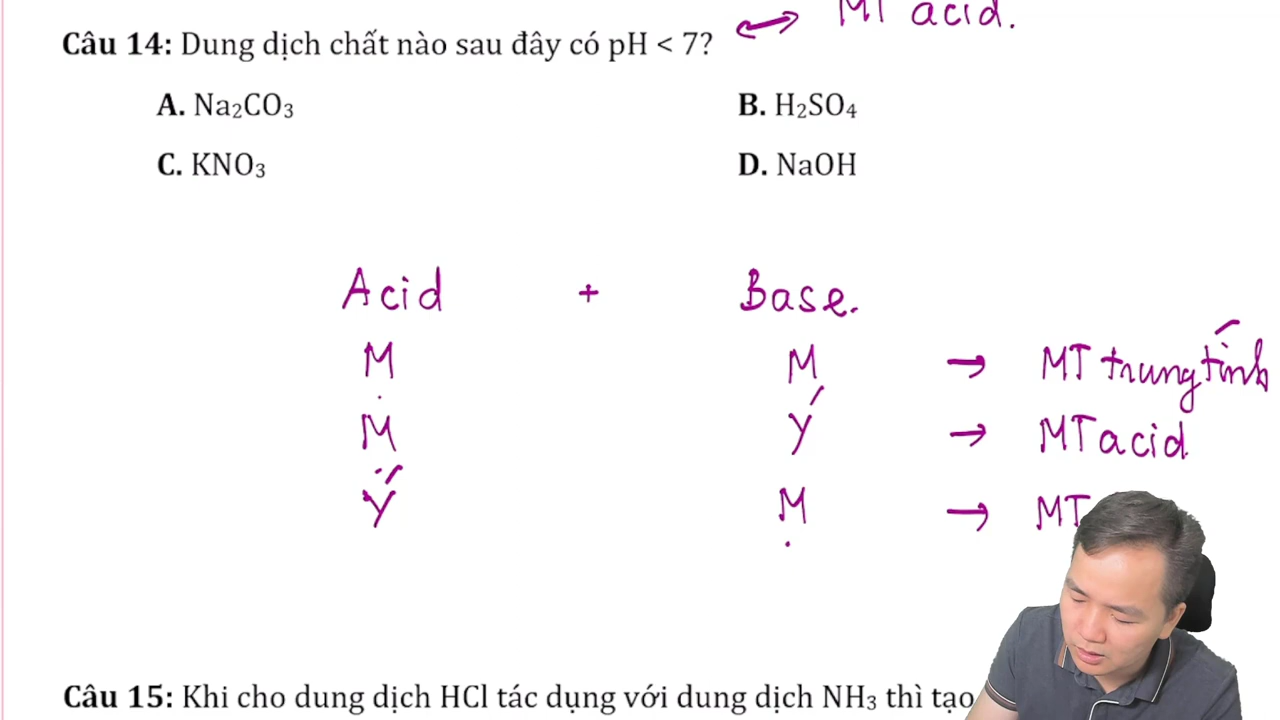 MT acid.
Câu 14: Dung dịch chất nào sau đây có pH < 7? ↔
A. Na₂CO₃ B. H₂SO₄
C. KNO₃ D. NaOH
Acid + Base.
M M → MT trung tính
M Y → MT acid
Y M → MT
Câu 15: Khi cho dung dịch HCl tác dụng với dung dịch NH₃ thì tạo